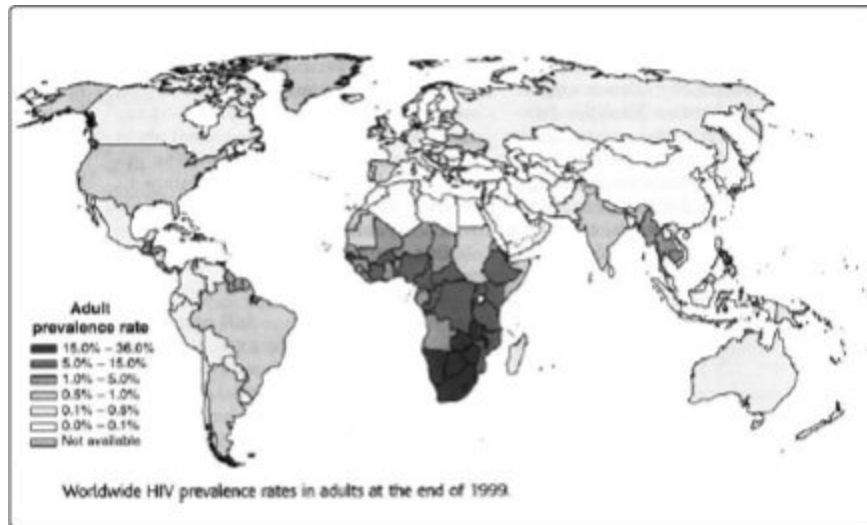 Adult
prevalence rate
15.0% – 36.0%
5.0% – 15.0%
1.0% – 5.0%
0.5% – 1.0%
0.1% – 0.5%
0.0% – 0.1%
Not available
Worldwide HIV prevalence rates in adults at the end of 1999.